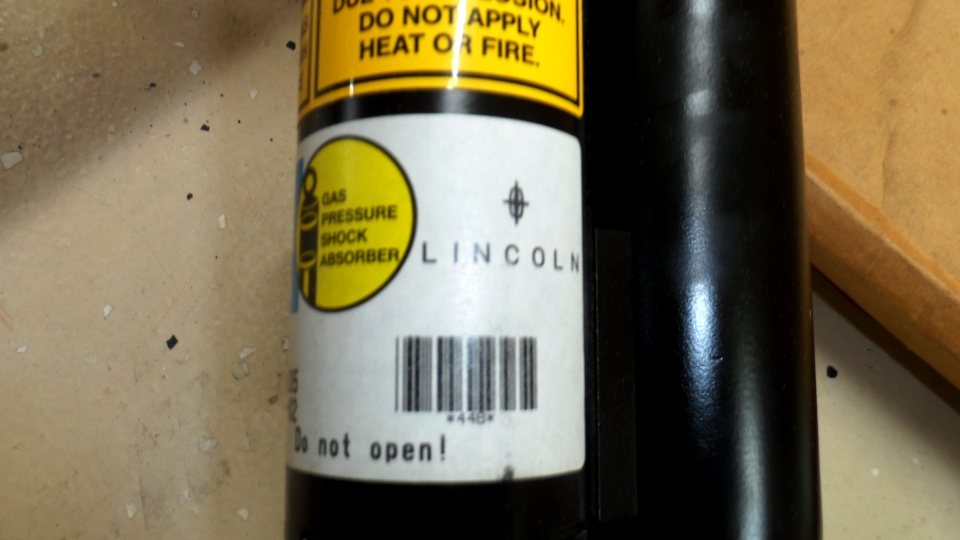 DO NOT APPLY
HEAT OR FIRE.
GAS
PRESSURE
SHOCK
ABSORBER
LINCOLN
*448*
Do not open!